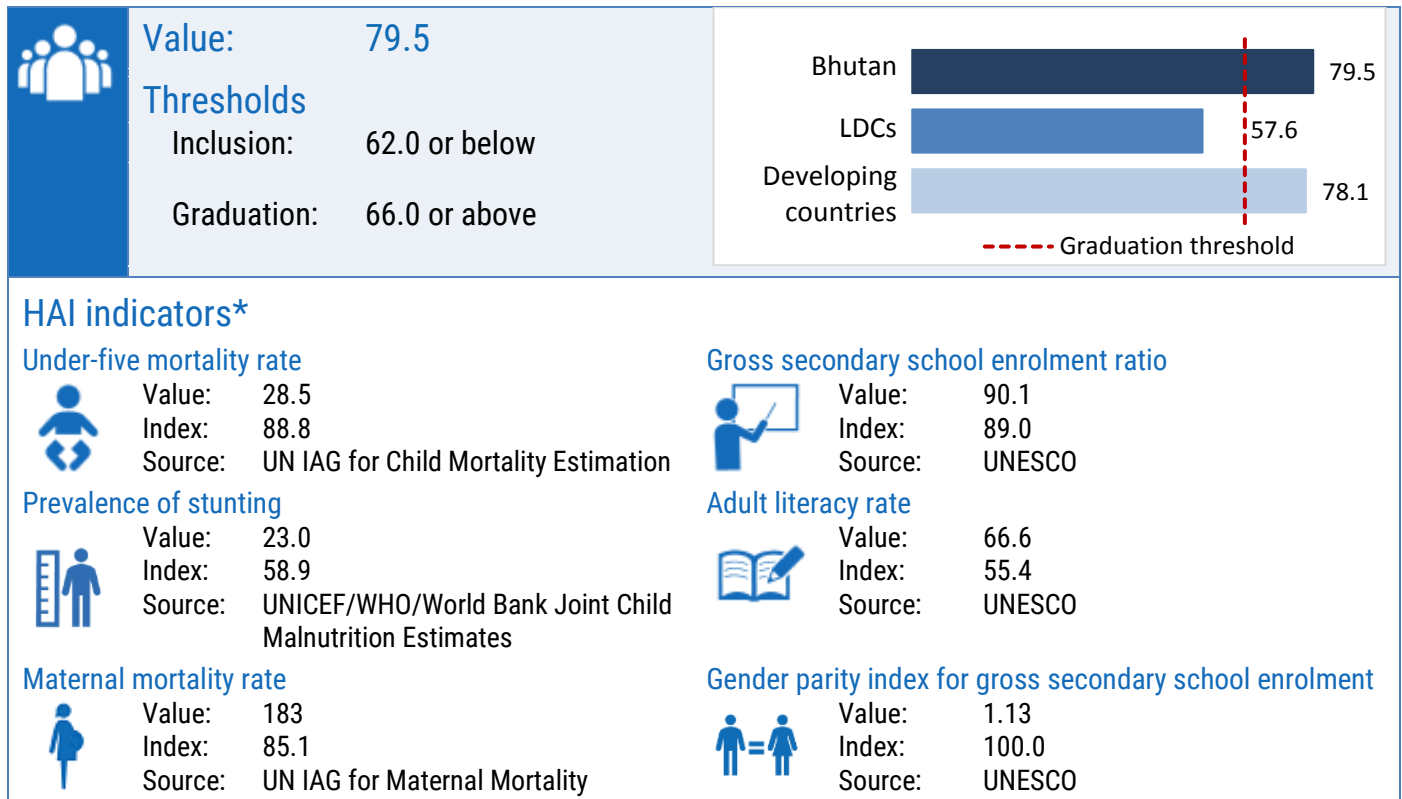 Value: 79.5
Thresholds
Inclusion: 62.0 or below
Graduation: 66.0 or above
Bhutan 79.5
LDCs 57.6
Developing
countries 78.1
Graduation threshold
HAI indicators*
Under-five mortality rate
Value: 28.5
Index: 88.8
Source: UN IAG for Child Mortality Estimation
Gross secondary school enrolment ratio
Value: 90.1
Index: 89.0
Source: UNESCO
Prevalence of stunting
Value: 23.0
Index: 58.9
Source: UNICEF/WHO/World Bank Joint Child
Malnutrition Estimates
Adult literacy rate
Value: 66.6
Index: 55.4
Source: UNESCO
Maternal mortality rate
Value: 183
Index: 85.1
Source: UN IAG for Maternal Mortality
Gender parity index for gross secondary school enrolment
Value: 1.13
Index: 100.0
Source: UNESCO